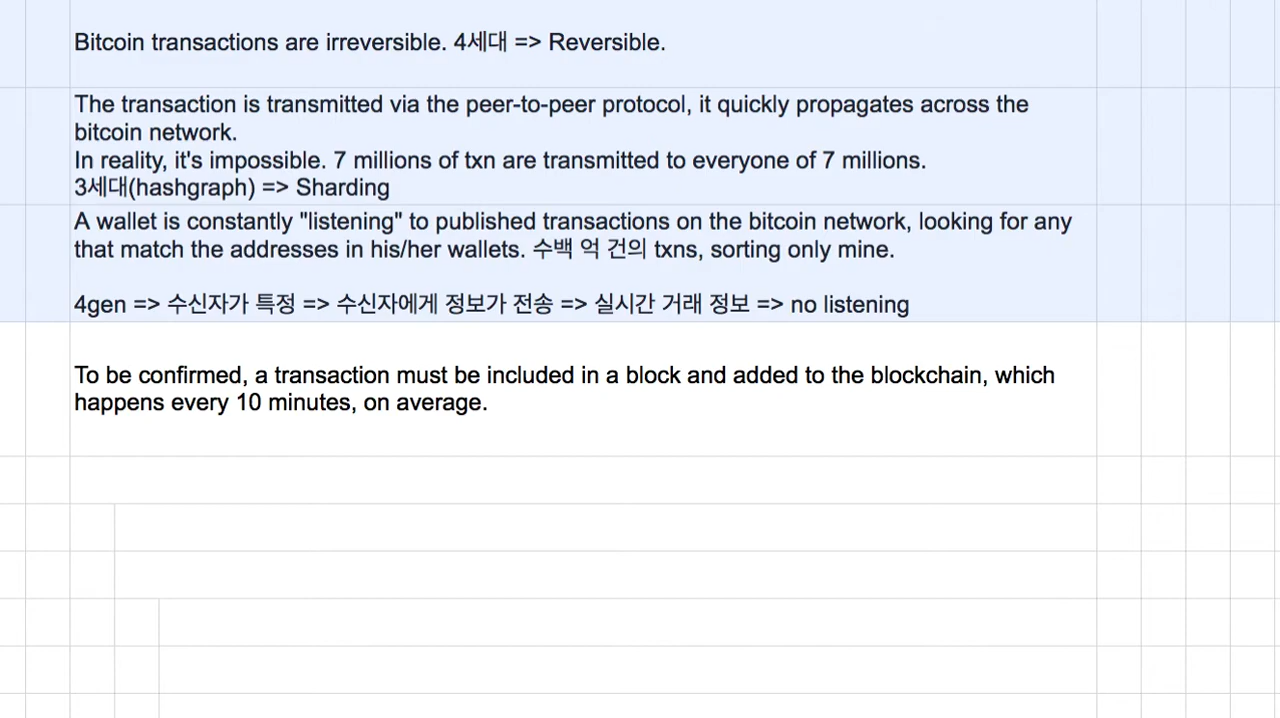 Bitcoin transactions are irreversible. 4세대 => Reversible.
The transaction is transmitted via the peer-to-peer protocol, it quickly propagates across the
bitcoin network.
In reality, it's impossible. 7 millions of txn are transmitted to everyone of 7 millions.
3세대(hashgraph) => Sharding
A wallet is constantly "listening" to published transactions on the bitcoin network, looking for any
that match the addresses in his/her wallets. 수백 억 건의 txns, sorting only mine.
4gen => 수신자가 특정 => 수신자에게 정보가 전송 => 실시간 거래 정보 => no listening
To be confirmed, a transaction must be included in a block and added to the blockchain, which
happens every 10 minutes, on average.